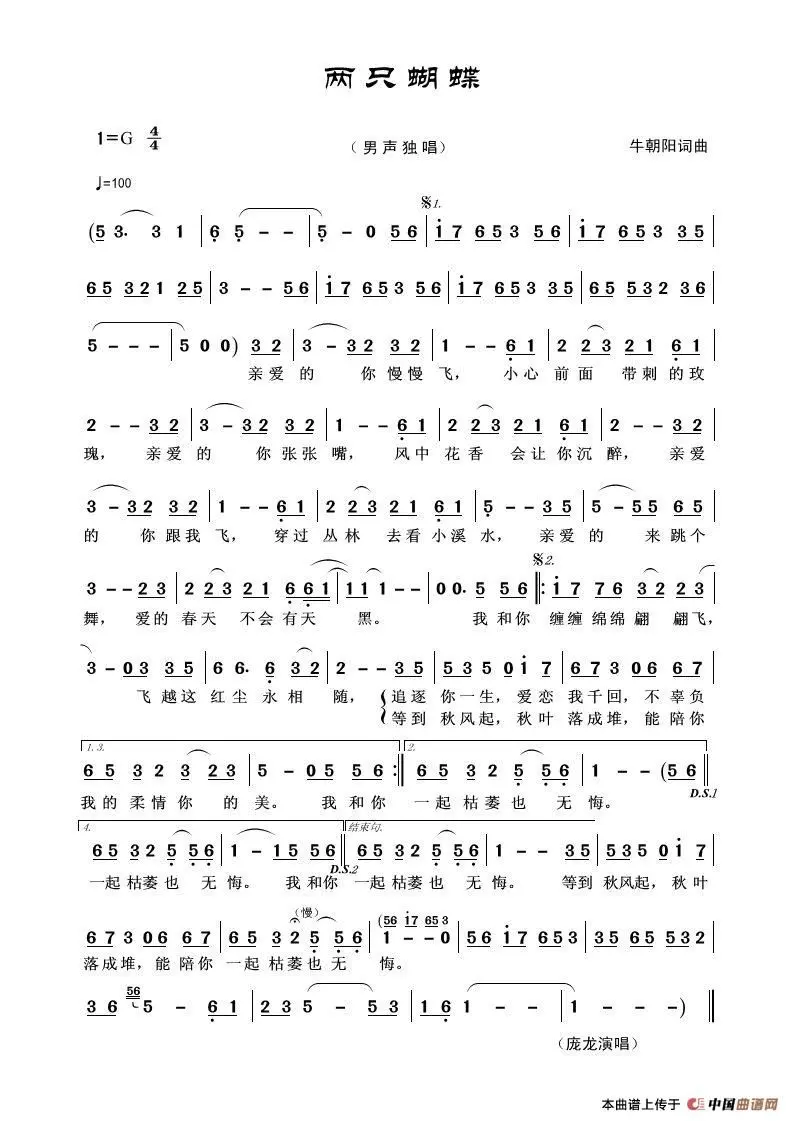 两只蝴蝶
1=G 4/4
（男声独唱）
牛朝阳词曲
♩=100
𝄋1.
(5 3. 3 1 | 6 5 - - | 5 - 0 5 6 | i 7 6 5 3 5 6 | i 7 6 5 3 3 5 |
6 5 3 2 1 2 5 | 3 - - 5 6 | i 7 6 5 3 5 6 | i 7 6 5 3 3 5 | 6 5 5 3 2 3 6 |
5 - - - | 5 0 0) 3 2 | 3 - 3 2 3 2 | 1 - - 6 1 | 2 2 3 2 1 6 1 |
亲爱的 你慢慢飞， 小心前面 带刺的玫
2 - - 3 2 | 3 - 3 2 3 2 | 1 - - 6 1 | 2 2 3 2 1 6 1 | 2 - - 3 2 |
瑰， 亲爱的 你张张嘴， 风中花香 会让你沉醉， 亲爱
3 - 3 2 3 2 | 1 - - 6 1 | 2 2 3 2 1 6 1 | 5 - - 3 5 | 5 - 5 5 6 5 |
的 你跟我飞， 穿过丛林 去看小溪水， 亲爱的 来跳个
𝄋2.
3 - - 2 3 | 2 2 3 2 1 6 6 1 | 1 1 1 - - | 0 0. 5 5 6 ‖: i 7 7 6 3 2 2 3 |
舞， 爱的春天 不会有天 黑。 我和你 缠缠绵绵翩 翩飞，
3 - 0 3 3 5 | 6 6. 6 3 2 | 2 - - 3 5 | 5 3 5 0 i 7 | 6 7 3 0 6 6 7 |
飞越这 红尘永相 随， 追逐 你一生，爱恋 我千回，不辜负
等到 秋风起，秋叶 落成堆，能陪你
1. 3. 2.
6 5 3 2 3 2 3 | 5 - 0 5 5 6 :‖ 6 5 3 2 5 5 6 | 1 - - (5 6 ‖
D.S.1
我的柔情你 的美。 我和你 一起枯萎也 无悔。
4. 结束句.
6 5 3 2 5 5 6 | 1 - 1 5 5 6 ‖ 6 5 3 2 5 5 6 | 1 - - 3 5 | 5 3 5 0 i 7 |
D.S.2
一起枯萎也 无悔。 我和你 一起枯萎也 无悔。 等到 秋风起，秋叶
（慢） (56 i7 653
6 7 3 0 6 6 7 | 6 5 3 2 5 5 6 | 1 - - 0 | 5 6 i 7 6 5 3 | 3 5 6 5 5 3 2 |
落成堆，能陪你 一起枯萎也无 悔。
3 6 56 5 - 6 1 | 2 3 5 - 5 3 | 1 6 1 - - | 1 - - -) ‖
（庞龙演唱）
本曲谱上传于 中国曲谱网